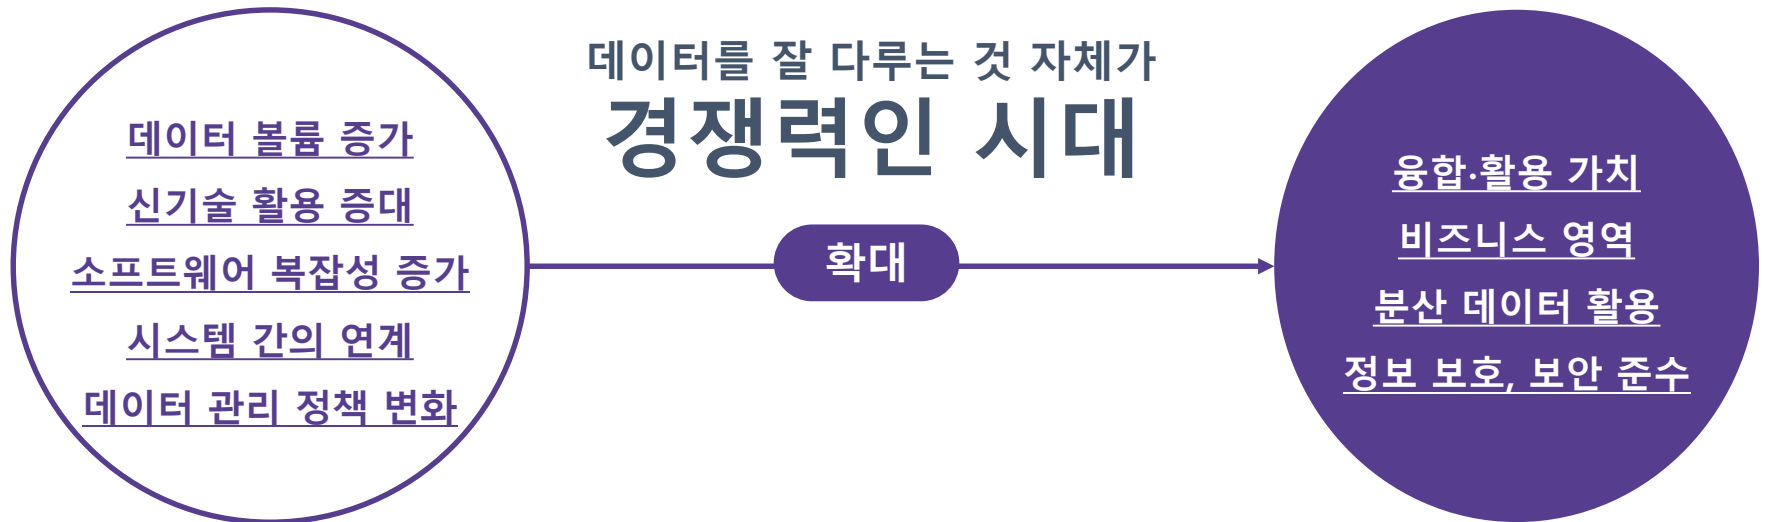 데이터를 잘 다루는 것 자체가
경쟁력인 시대
데이터 볼륨 증가
신기술 활용 증대
소프트웨어 복잡성 증가
시스템 간의 연계
데이터 관리 정책 변화
확대
융합·활용 가치
비즈니스 영역
분산 데이터 활용
정보 보호, 보안 준수